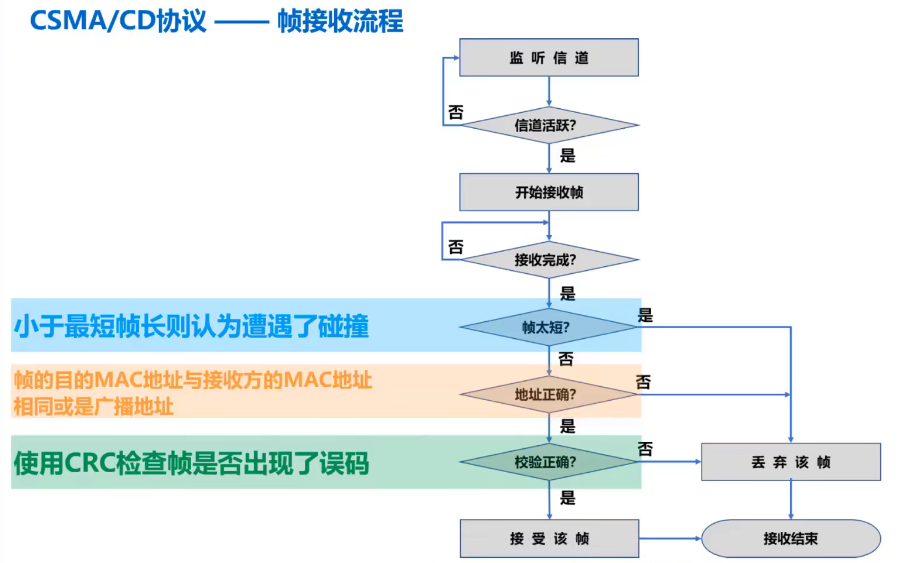 CSMA/CD协议 —— 帧接收流程
监 听 信 道
否
信道活跃?
是
开始接收帧
否
接收完成?
是
小于最短帧长则认为遭遇了碰撞
帧太短?
是
否
帧的目的MAC地址与接收方的MAC地址
相同或是广播地址
地址正确?
否
是
使用CRC检查帧是否出现了误码
校验正确?
否
丢 弃 该 帧
是
接 受 该 帧
接收结束